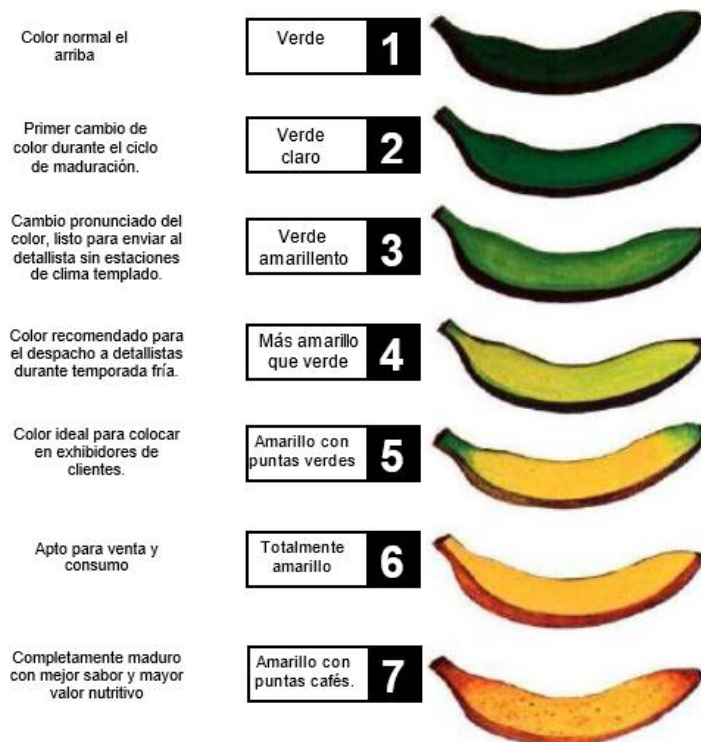 Color normal el
arriba
Verde
1
Primer cambio de
color durante el ciclo
de maduración.
Verde
claro
2
Cambio pronunciado del
color, listo para enviar al
detallista sin estaciones
de clima templado.
Verde
amarillento
3
Color recomendado para
el despacho a detallistas
durante temporada fría.
Más amarillo
que verde
4
Color ideal para colocar
en exhibidores de
clientes.
Amarillo con
puntas verdes
5
Apto para venta y
consumo
Totalmente
amarillo
6
Completamente maduro
con mejor sabor y mayor
valor nutritivo
Amarillo con
puntas cafés.
7